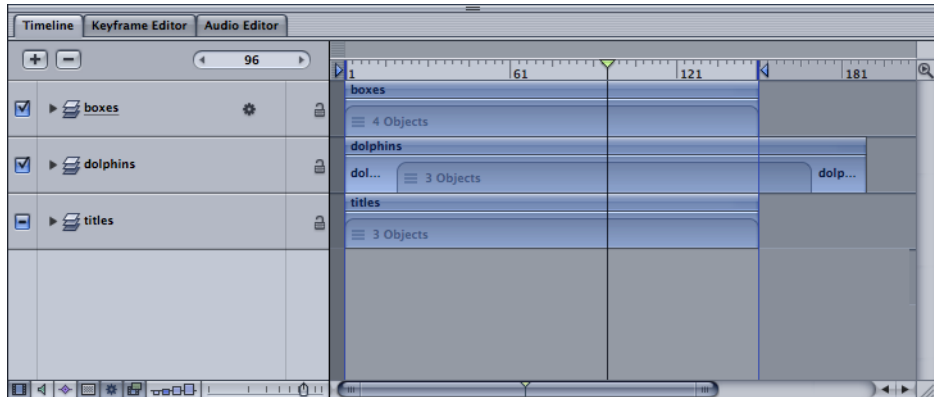 Timeline Keyframe Editor Audio Editor
96
1 61 121 181
boxes
boxes
4 Objects
dolphins
dolphins
dol... 3 Objects dolp...
titles
titles
3 Objects